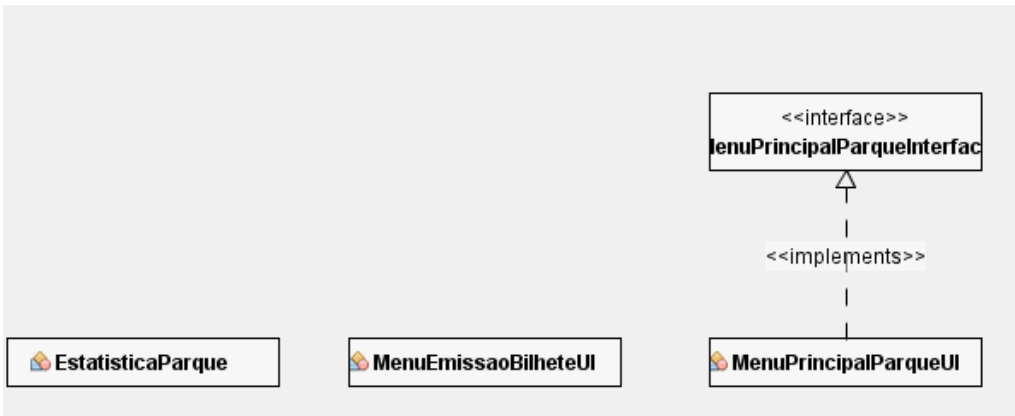 <<interface>>
lenuPrincipalParqueInterfac
<<implements>>
EstatisticaParque
MenuEmissaoBilheteUI
MenuPrincipalParqueUI